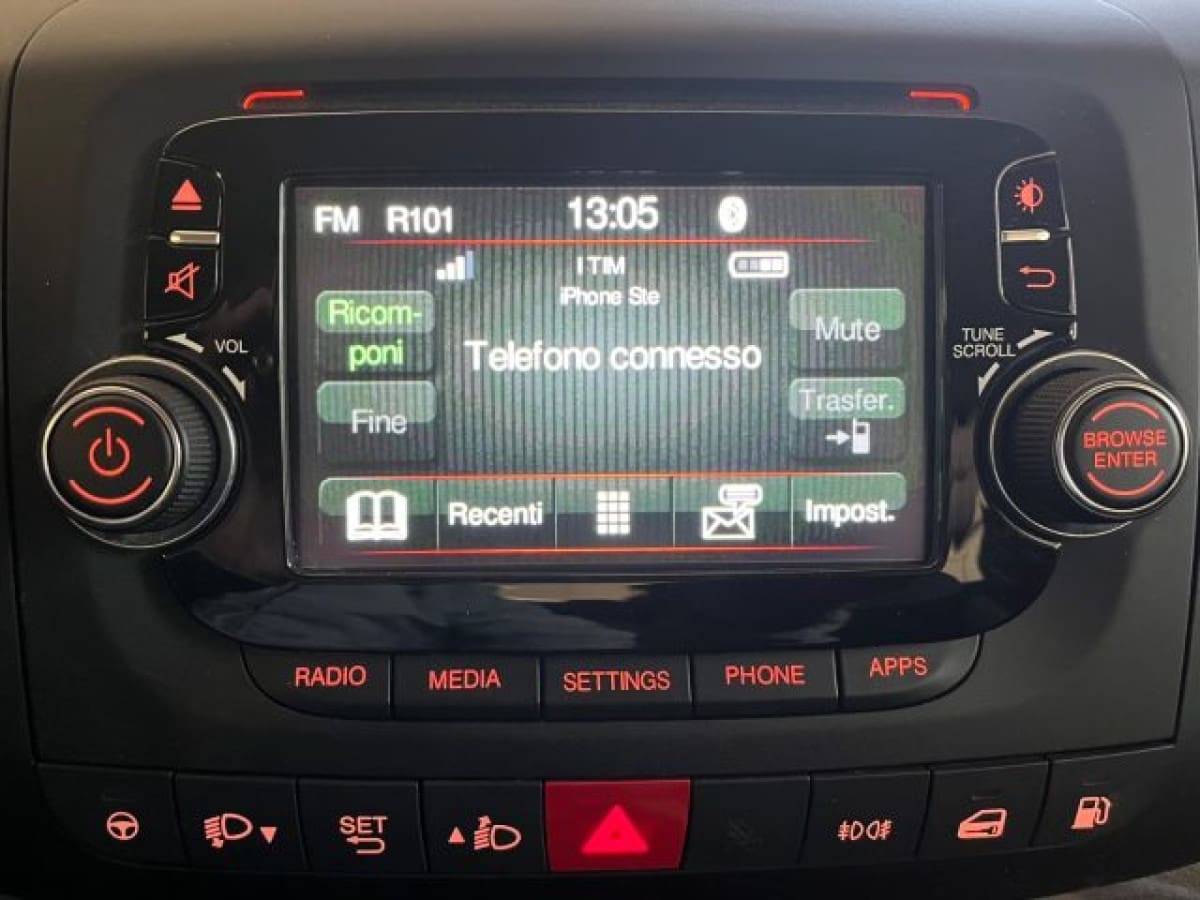 FM R101 13:05
I TIM
iPhone Ste
Ricom-
poni
Telefono connesso
Mute
Fine
Trasfer.
Recenti
Impost.
VOL
TUNE
SCROLL
BROWSE
ENTER
RADIO MEDIA SETTINGS PHONE APPS
SET